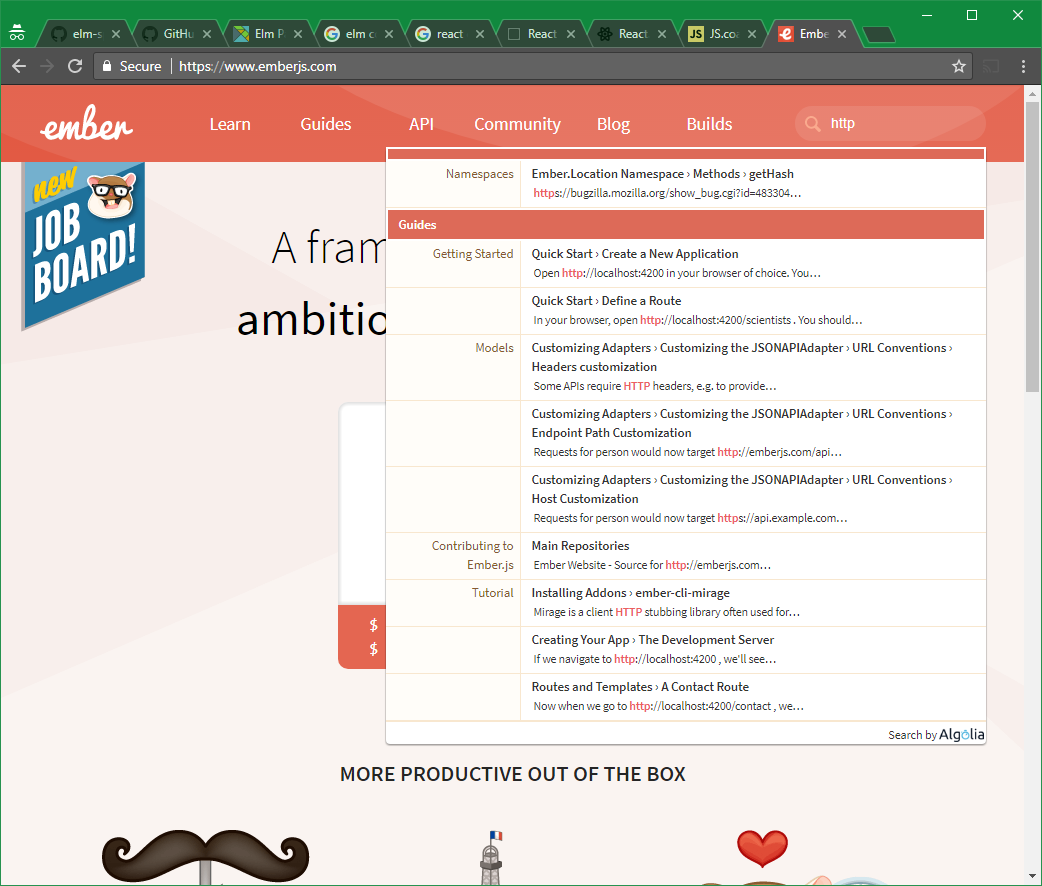 elm-s
GitHu
Elm P
elm c
react
React
React
JS.co
Embe
Secure
https://www.emberjs.com
ember
Learn
Guides
API
Community
Blog
Builds
http
new
JOB
BOARD!
A fram
ambitio
$
$
Namespaces
Ember.Location Namespace › Methods › getHash
https://bugzilla.mozilla.org/show_bug.cgi?id=483304…
Guides
Getting Started
Quick Start › Create a New Application
Open http://localhost:4200 in your browser of choice. You…
Quick Start › Define a Route
In your browser, open http://localhost:4200/scientists . You should…
Models
Customizing Adapters › Customizing the JSONAPIAdapter › URL Conventions ›
Headers customization
Some APIs require HTTP headers, e.g. to provide…
Customizing Adapters › Customizing the JSONAPIAdapter › URL Conventions ›
Endpoint Path Customization
Requests for person would now target http://emberjs.com/api…
Customizing Adapters › Customizing the JSONAPIAdapter › URL Conventions ›
Host Customization
Requests for person would now target https://api.example.com…
Contributing to
Ember.js
Main Repositories
Ember Website - Source for http://emberjs.com…
Tutorial
Installing Addons › ember-cli-mirage
Mirage is a client HTTP stubbing library often used for…
Creating Your App › The Development Server
If we navigate to http://localhost:4200 , we'll see…
Routes and Templates › A Contact Route
Now when we go to http://localhost:4200/contact , we…
Search by Algolia
MORE PRODUCTIVE OUT OF THE BOX